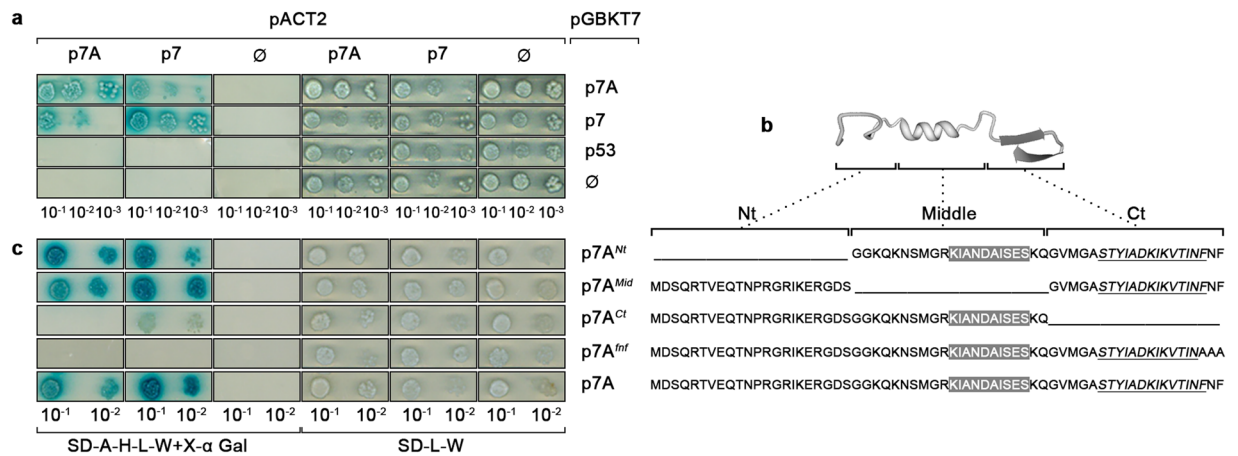 a
pACT2
pGBKT7
p7A p7 Ø p7A p7 Ø
p7A
p7
p53
Ø
10-1 10-2 10-3 10-1 10-2 10-3 10-1 10-2 10-3 10-1 10-2 10-3 10-1 10-2 10-3 10-1 10-2 10-3
b
Nt Middle Ct
c
p7ANt GGKQKNSMGRKIANDAISESKQGVMGASTYIADKIKVTINFNF
p7AMid MDSQRTVEQTNPRGRIKERGDS GVMGASTYIADKIKVTINFNF
p7ACt MDSQRTVEQTNPRGRIKERGDSGGKQKNSMGRKIANDAISESKQ
p7Afnf MDSQRTVEQTNPRGRIKERGDSGGKQKNSMGRKIANDAISESKQGVMGASTYIADKIKVTINAAA
p7A MDSQRTVEQTNPRGRIKERGDSGGKQKNSMGRKIANDAISESKQGVMGASTYIADKIKVTINFNF
10-1 10-2 10-1 10-2 10-1 10-2 10-1 10-2 10-1 10-2 10-1 10-2
SD-A-H-L-W+X-α Gal SD-L-W